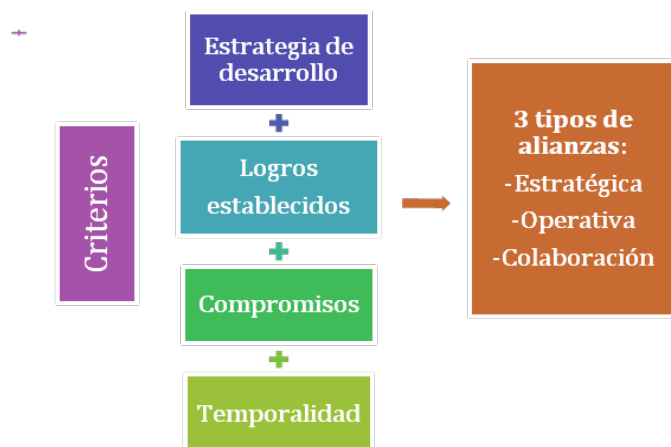 Criterios
Estrategia de
desarrollo
Logros
establecidos
Compromisos
Temporalidad
3 tipos de
alianzas:
-Estratégica
-Operativa
-Colaboración